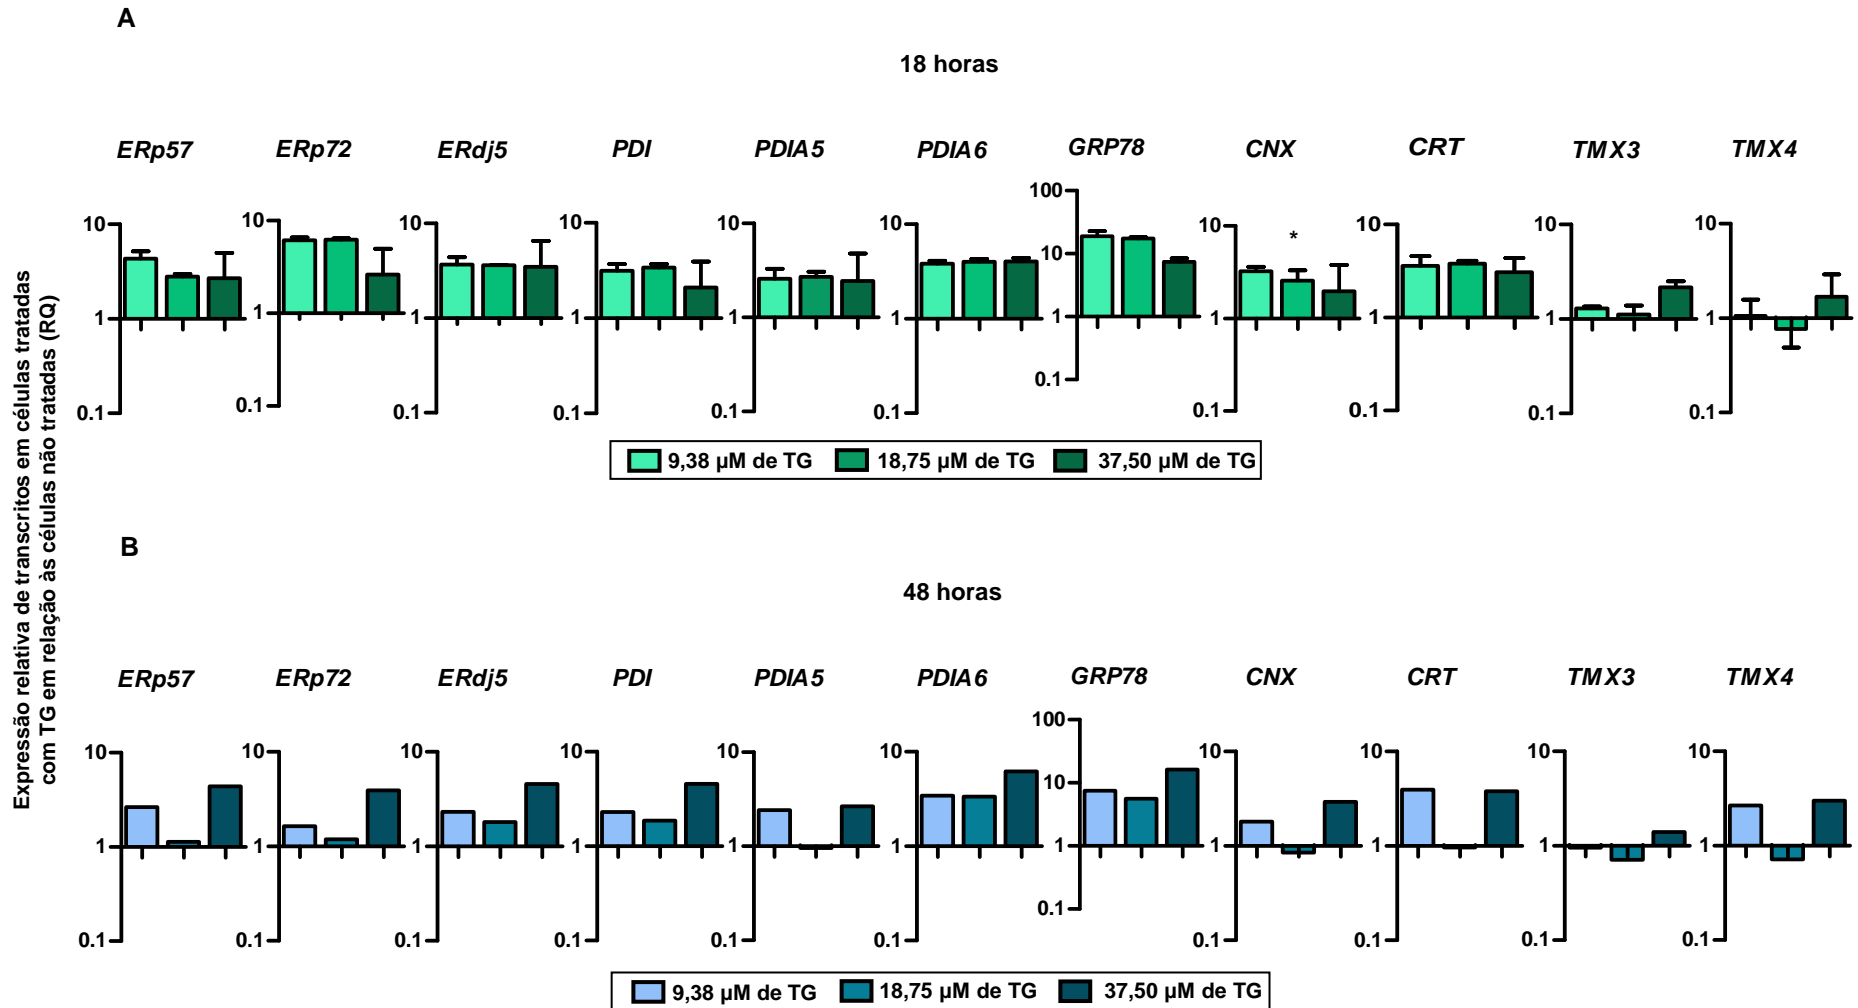 A
18 horas
ERp57 ERp72 ERdj5 PDI PDIA5 PDIA6 GRP78 CNX CRT TMX3 TMX4
100
10 10 10 10 10 10 10 10 10 10 10
*
1 1 1 1 1 1 1 1 1 1 1
0.1 0.1 0.1 0.1 0.1 0.1 0.1 0.1 0.1 0.1 0.1
9,38 µM de TG 18,75 µM de TG 37,50 µM de TG
Expressão relativa de transcritos em células tratadas
com TG em relação às células não tratadas (RQ)
B
48 horas
ERp57 ERp72 ERdj5 PDI PDIA5 PDIA6 GRP78 CNX CRT TMX3 TMX4
100
10 10 10 10 10 10 10 10 10 10 10
1 1 1 1 1 1 1 1 1 1 1
0.1 0.1 0.1 0.1 0.1 0.1 0.1 0.1 0.1 0.1 0.1
9,38 µM de TG 18,75 µM de TG 37,50 µM de TG